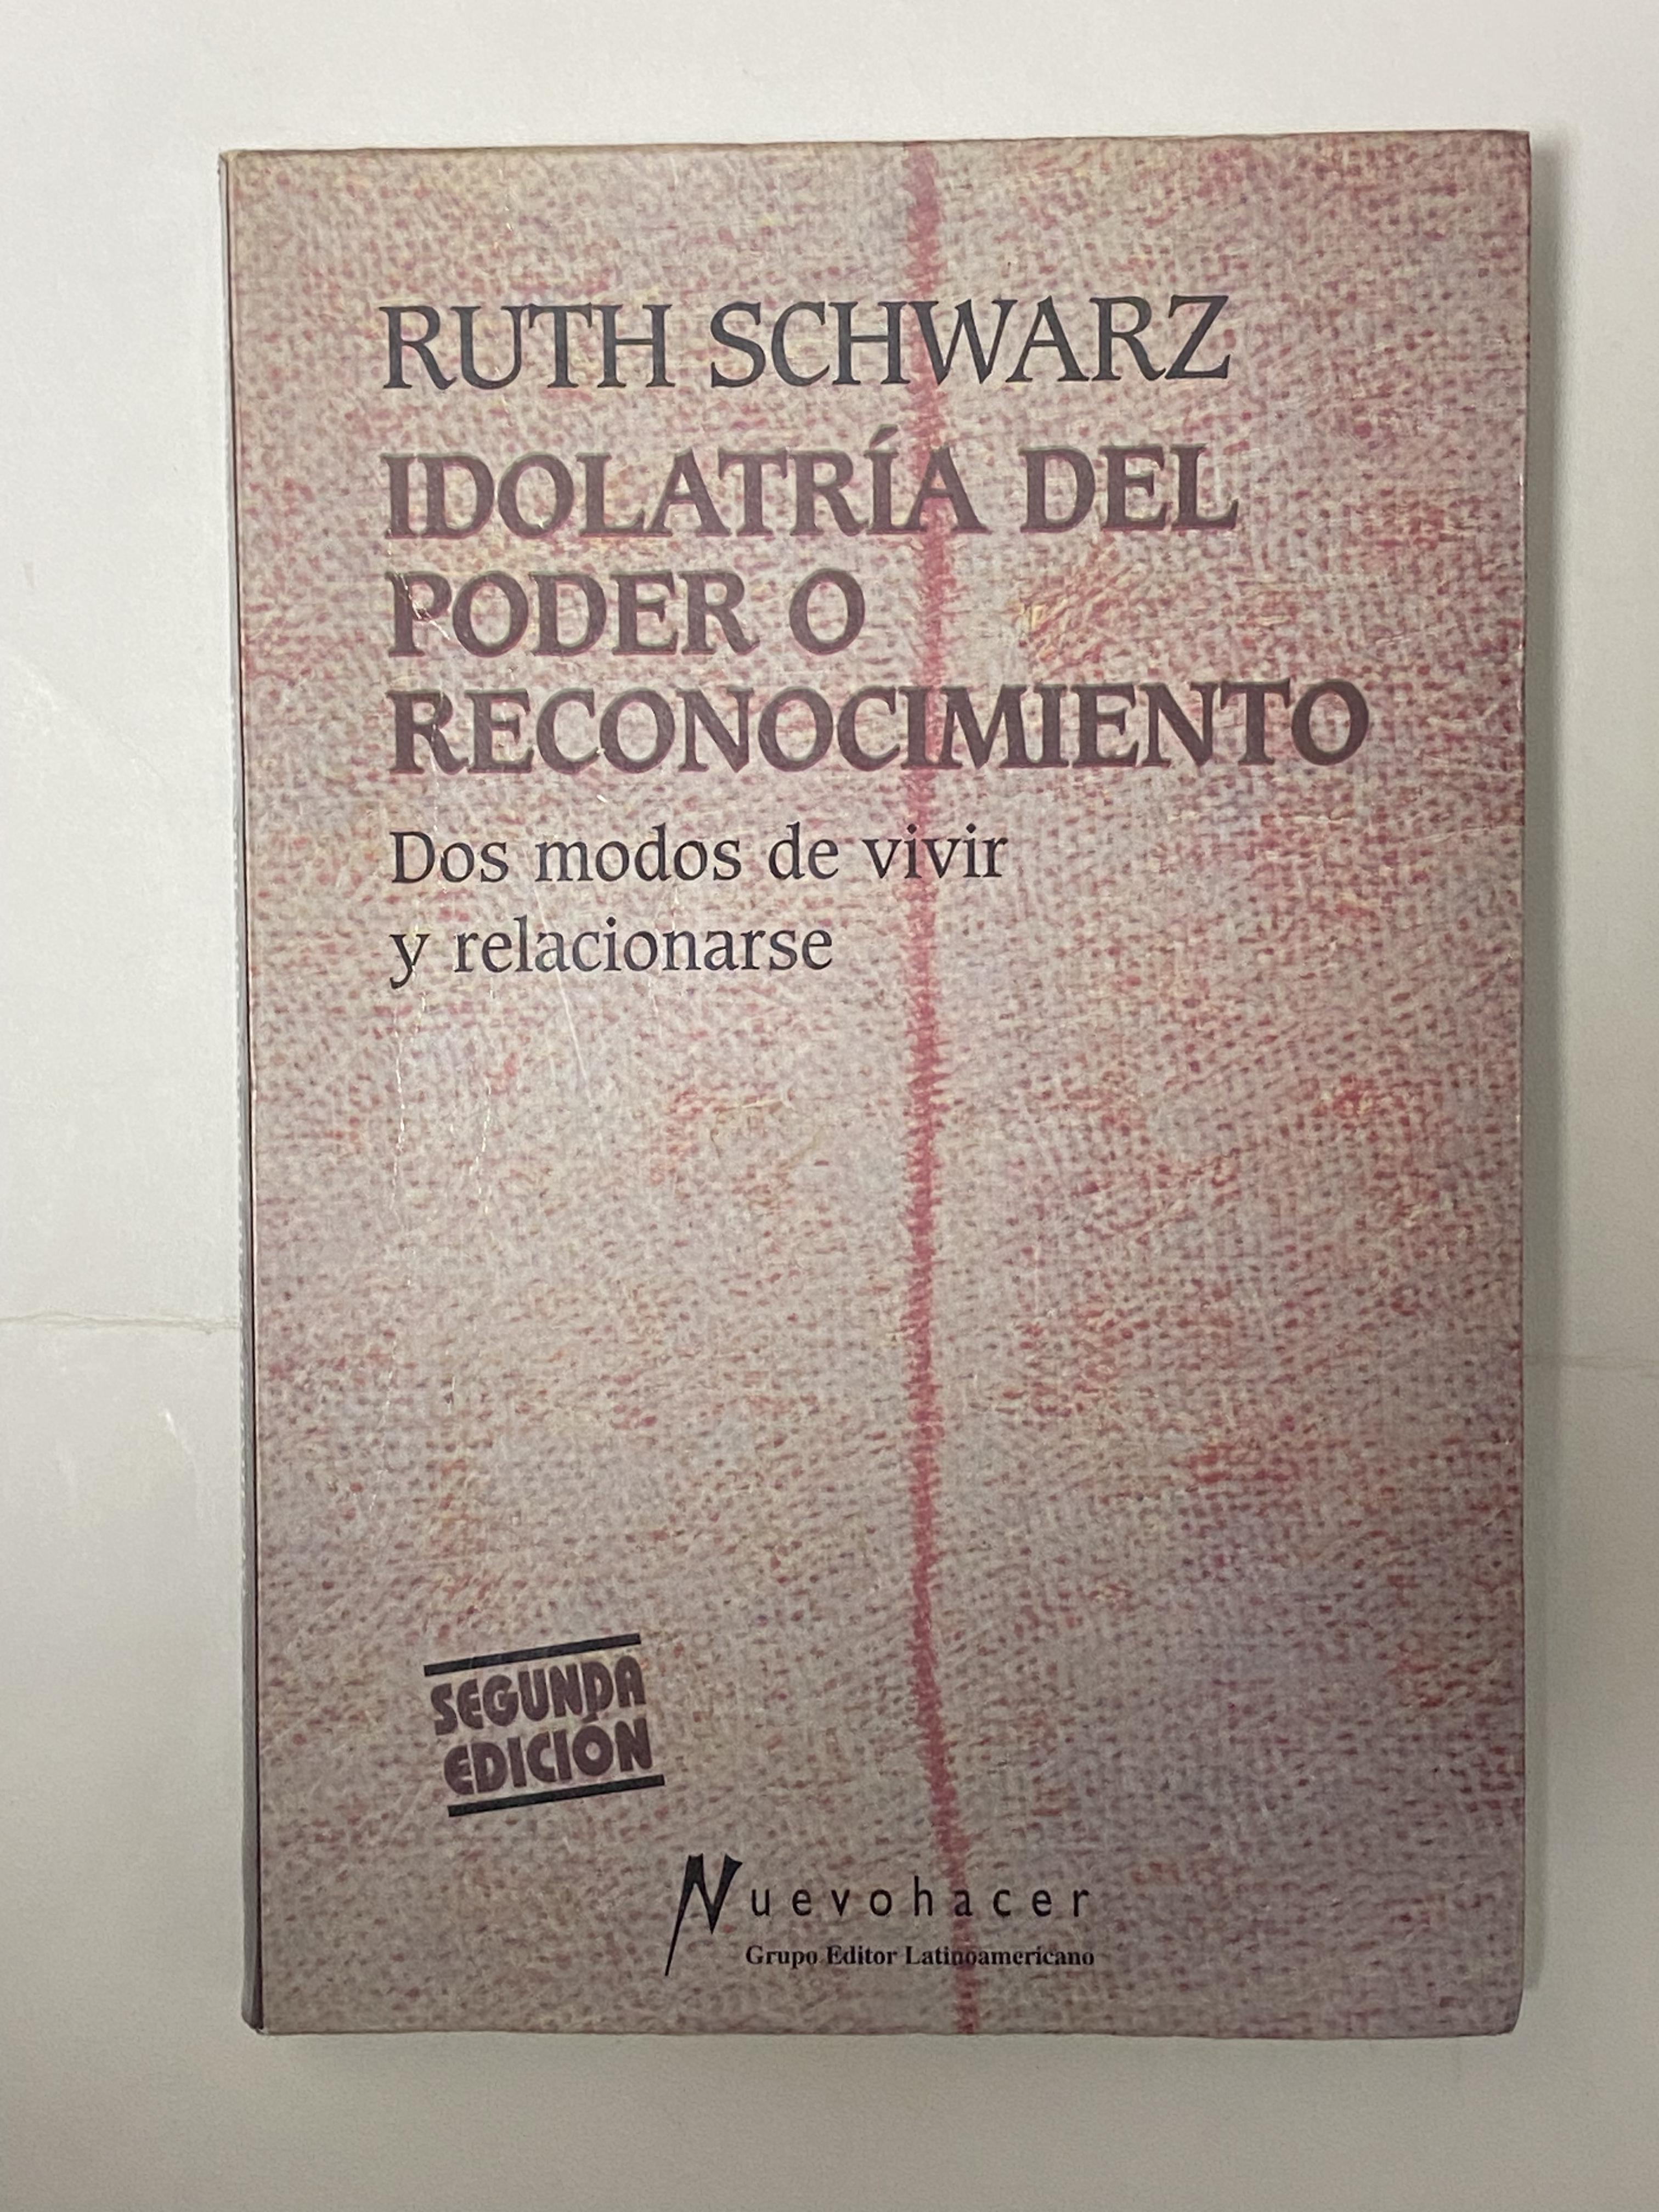 RUTH SCHWARZ
IDOLATRÍA DEL
PODER O
RECONOCIMIENTO
Dos modos de vivir
y relacionarse
SEGUNDA
EDICIÓN
Nuevohacer
Grupo Editor Latinoamericano